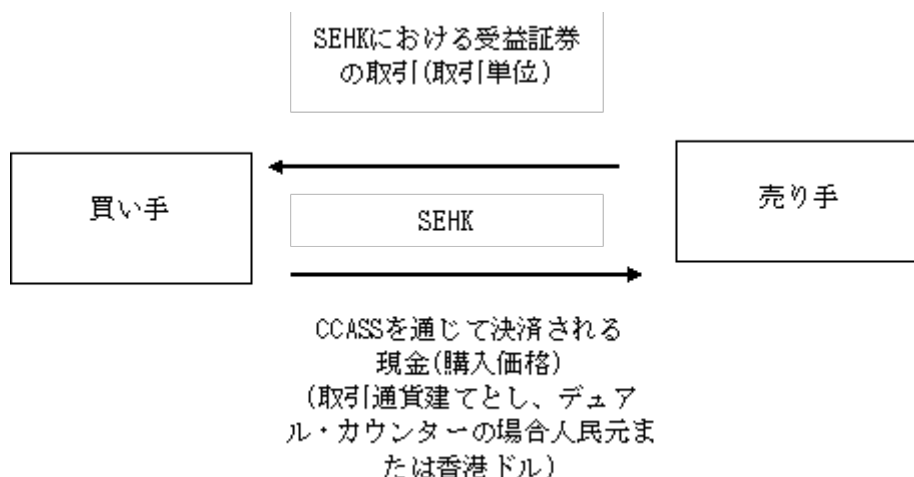 SEHKにおける受益証券
の取引(取引単位)
買い手
SEHK
売り手
CCASSを通じて決済される
現金(購入価格)
(取引通貨建てとし、デュア
ル・カウンターの場合人民元ま
たは香港ドル)